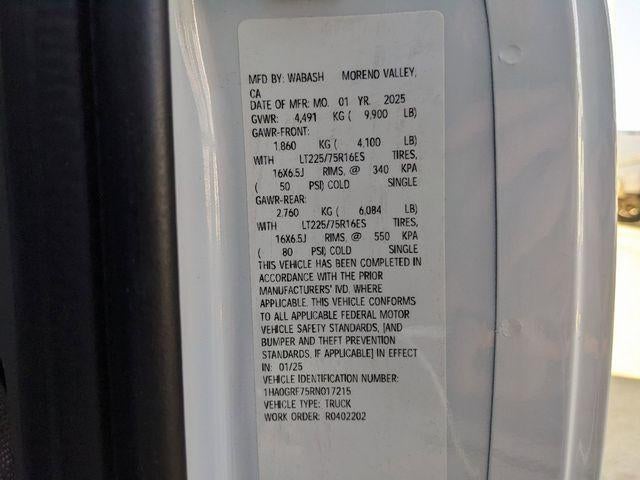 MFD BY: WABASH MORENO VALLEY,
CA
DATE OF MFR: MO. 01 YR. 2025
GVWR: 4,491 KG ( 9,900 LB)
GAWR-FRONT:
1.860 KG ( 4,100 LB)
WITH LT225/75R16ES TIRES,
16X6.5J RIMS, @ 340 KPA
( 50 PSI) COLD SINGLE
GAWR-REAR:
2.760 KG ( 6,084 LB)
WITH LT225/75R16ES TIRES,
16X6.5J RIMS, @ 550 KPA
( 80 PSI, COLD SINGLE
THIS VEHICLE HAS BEEN COMPLETED IN
ACCORDANCE WITH THE PRIOR
MANUFACTURERS' IVD, WHERE
APPLICABLE. THIS VEHICLE CONFORMS
TO ALL APPLICABLE FEDERAL MOTOR
VEHICLE SAFETY STANDARDS, [AND
BUMPER AND THEFT PREVENTION
STANDARDS, IF APPLICABLE] IN EFFECT
IN: 01/25
VEHICLE IDENTIFICATION NUMBER:
1HA0GRF75RN017215
VEHICLE TYPE: TRUCK
WORK ORDER: R0402202